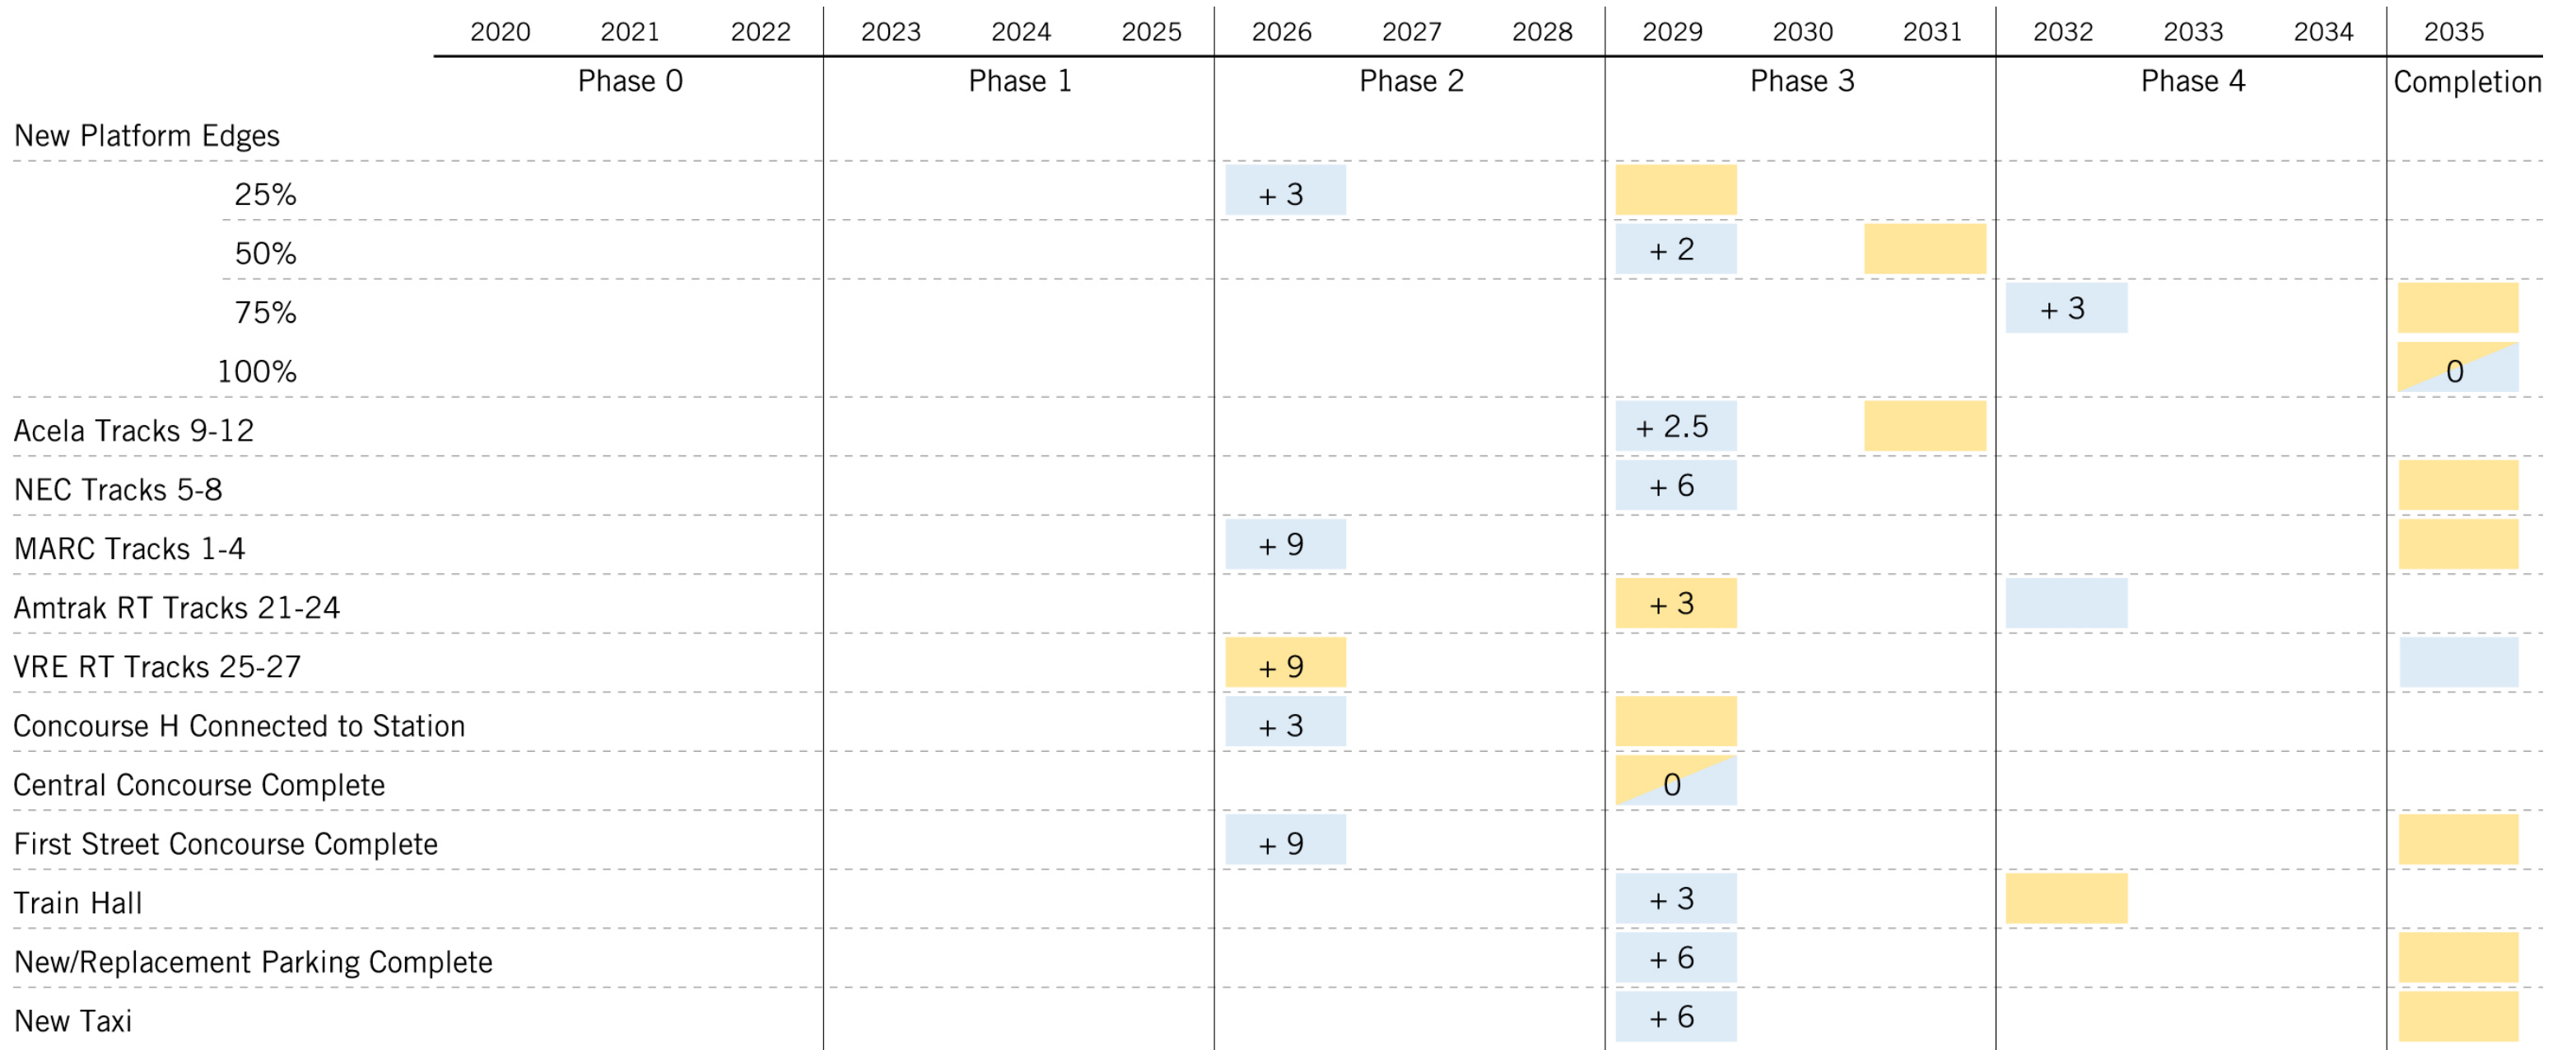 2020 2021 2022 2023 2024 2025 2026 2027 2028 2029 2030 2031 2032 2033 2034 2035
Phase 0 Phase 1 Phase 2 Phase 3 Phase 4 Completion
New Platform Edges
25% + 3
50% + 2
75% + 3
100% 0
Acela Tracks 9-12 + 2.5
NEC Tracks 5-8 + 6
MARC Tracks 1-4 + 9
Amtrak RT Tracks 21-24 + 3
VRE RT Tracks 25-27 + 9
Concourse H Connected to Station + 3
Central Concourse Complete 0
First Street Concourse Complete + 9
Train Hall + 3
New/Replacement Parking Complete + 6
New Taxi + 6